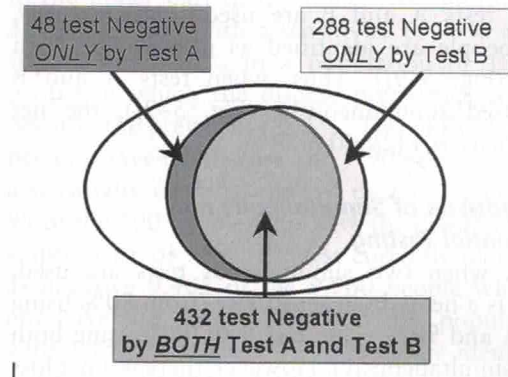 48 test Negative
ONLY by Test A
288 test Negative
ONLY by Test B
432 test Negative
by BOTH Test A and Test B